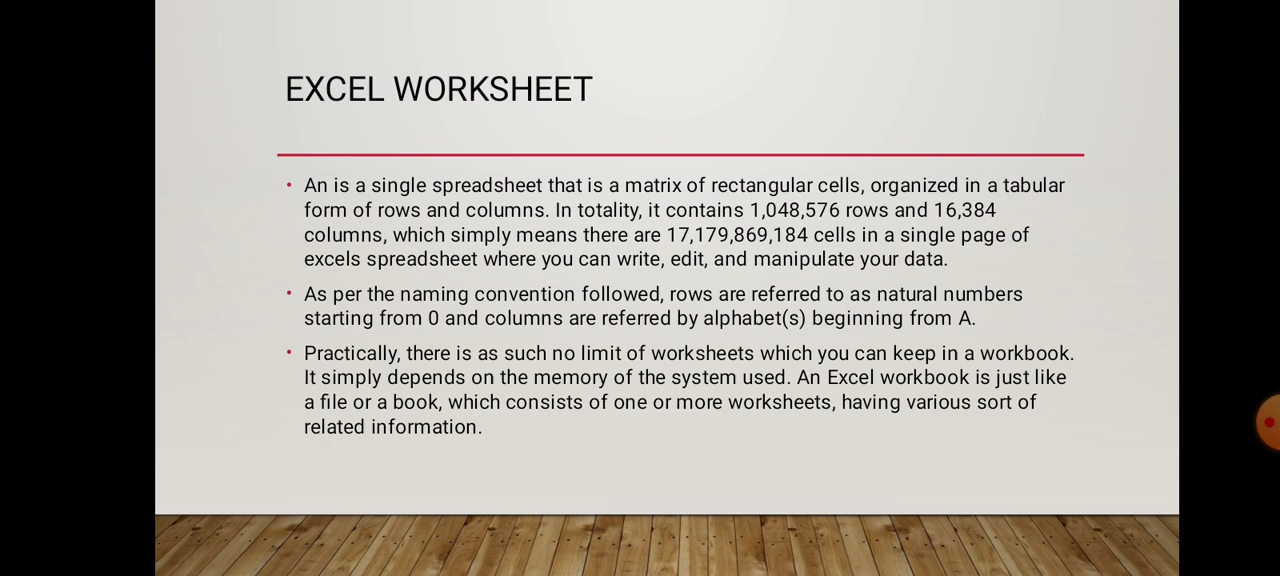 EXCEL WORKSHEET
• An is a single spreadsheet that is a matrix of rectangular cells, organized in a tabular
form of rows and columns. In totality, it contains 1,048,576 rows and 16,384
columns, which simply means there are 17,179,869,184 cells in a single page of
excels spreadsheet where you can write, edit, and manipulate your data.
• As per the naming convention followed, rows are referred to as natural numbers
starting from 0 and columns are referred by alphabet(s) beginning from A.
• Practically, there is as such no limit of worksheets which you can keep in a workbook.
It simply depends on the memory of the system used. An Excel workbook is just like
a file or a book, which consists of one or more worksheets, having various sort of
related information.